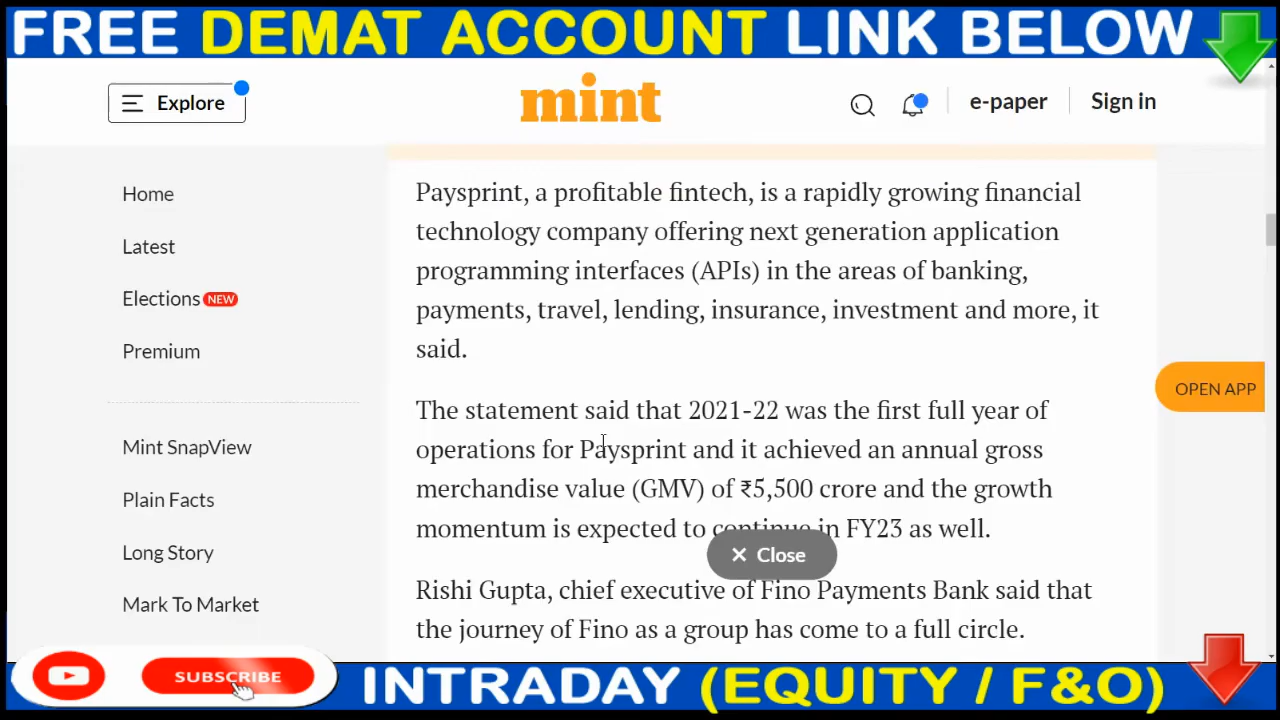 FREE DEMAT ACCOUNT LINK BELOW
Explore
mint
e-paper
Sign in
Home
Latest
Elections NEW
Premium
Mint SnapView
Plain Facts
Long Story
Mark To Market
Paysprint, a profitable fintech, is a rapidly growing financial
technology company offering next generation application
programming interfaces (APIs) in the areas of banking,
payments, travel, lending, insurance, investment and more, it
said.
OPEN APP
The statement said that 2021-22 was the first full year of
operations for Paysprint and it achieved an annual gross
merchandise value (GMV) of ₹5,500 crore and the growth
momentum is expected to continue in FY23 as well.
Close
Rishi Gupta, chief executive of Fino Payments Bank said that
the journey of Fino as a group has come to a full circle.
SUBSCRIBE
INTRADAY (EQUITY / F&O)